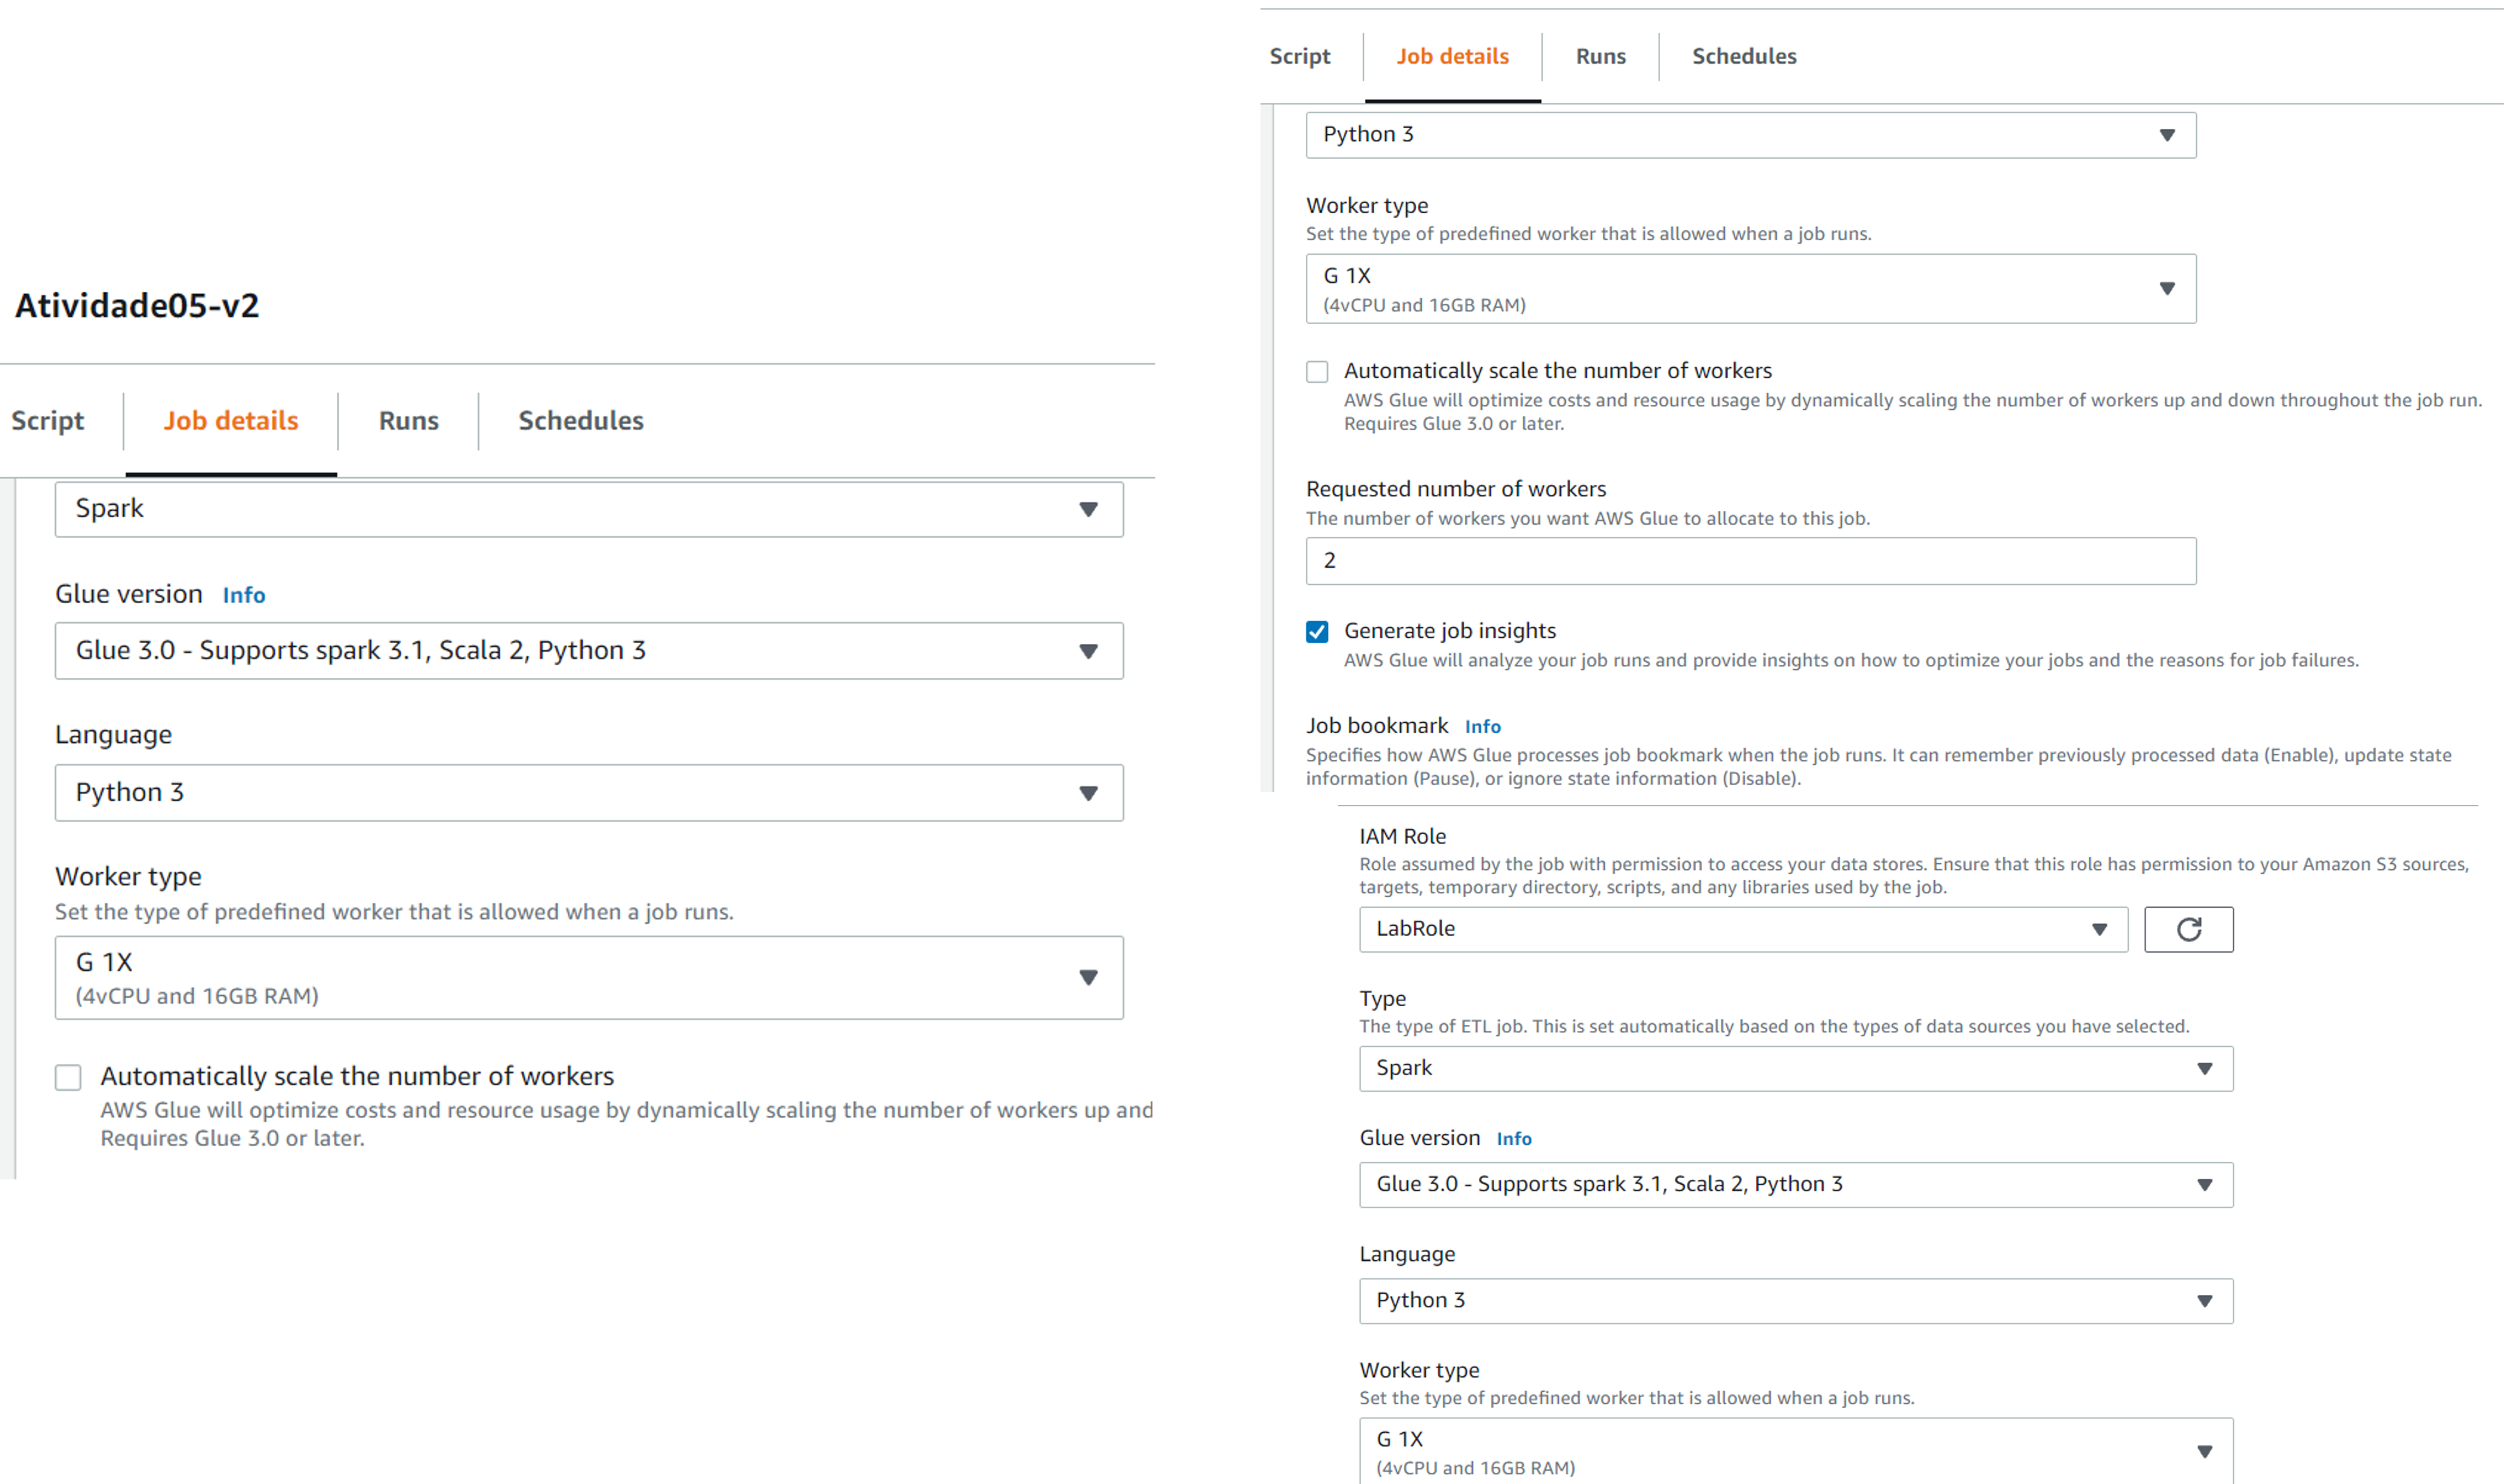 Atividade05-v2
Script Job details Runs Schedules
Spark
Glue version Info
Glue 3.0 - Supports spark 3.1, Scala 2, Python 3
Language
Python 3
Worker type
Set the type of predefined worker that is allowed when a job runs.
G 1X
(4vCPU and 16GB RAM)
Automatically scale the number of workers
AWS Glue will optimize costs and resource usage by dynamically scaling the number of workers up and
Requires Glue 3.0 or later.
Script Job details Runs Schedules
Python 3
Worker type
Set the type of predefined worker that is allowed when a job runs.
G 1X
(4vCPU and 16GB RAM)
Automatically scale the number of workers
AWS Glue will optimize costs and resource usage by dynamically scaling the number of workers up and down throughout the job run.
Requires Glue 3.0 or later.
Requested number of workers
The number of workers you want AWS Glue to allocate to this job.
2
Generate job insights
AWS Glue will analyze your job runs and provide insights on how to optimize your jobs and the reasons for job failures.
Job bookmark Info
Specifies how AWS Glue processes job bookmark when the job runs. It can remember previously processed data (Enable), update state
information (Pause), or ignore state information (Disable).
IAM Role
Role assumed by the job with permission to access your data stores. Ensure that this role has permission to your Amazon S3 sources,
targets, temporary directory, scripts, and any libraries used by the job.
LabRole
Type
The type of ETL job. This is set automatically based on the types of data sources you have selected.
Spark
Glue version Info
Glue 3.0 - Supports spark 3.1, Scala 2, Python 3
Language
Python 3
Worker type
Set the type of predefined worker that is allowed when a job runs.
G 1X
(4vCPU and 16GB RAM)